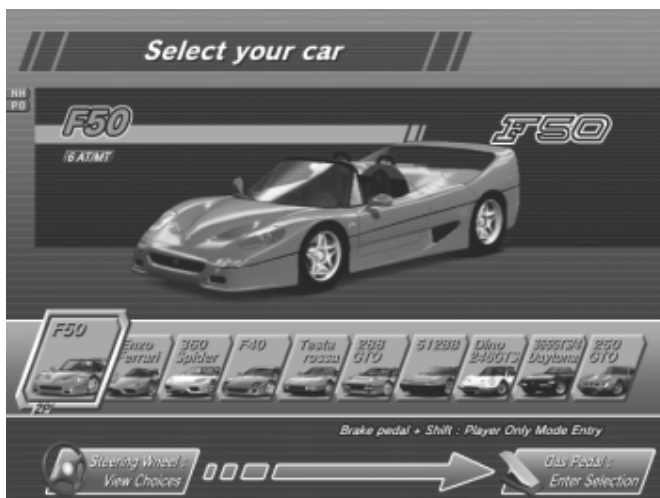 Select your car
NH
PO
F50
F50
6 AT/MT
F50
Enzo
Ferrari
360
Spider
F40
Testa
rossa
288
GTO
512BB
Dino
246GTS
365GTS/4
Daytona
250
GTO
2P/
Brake pedal + Shift : Player Only Mode Entry
Steering Wheel :
View Choices
Gas Pedal :
Enter Selection